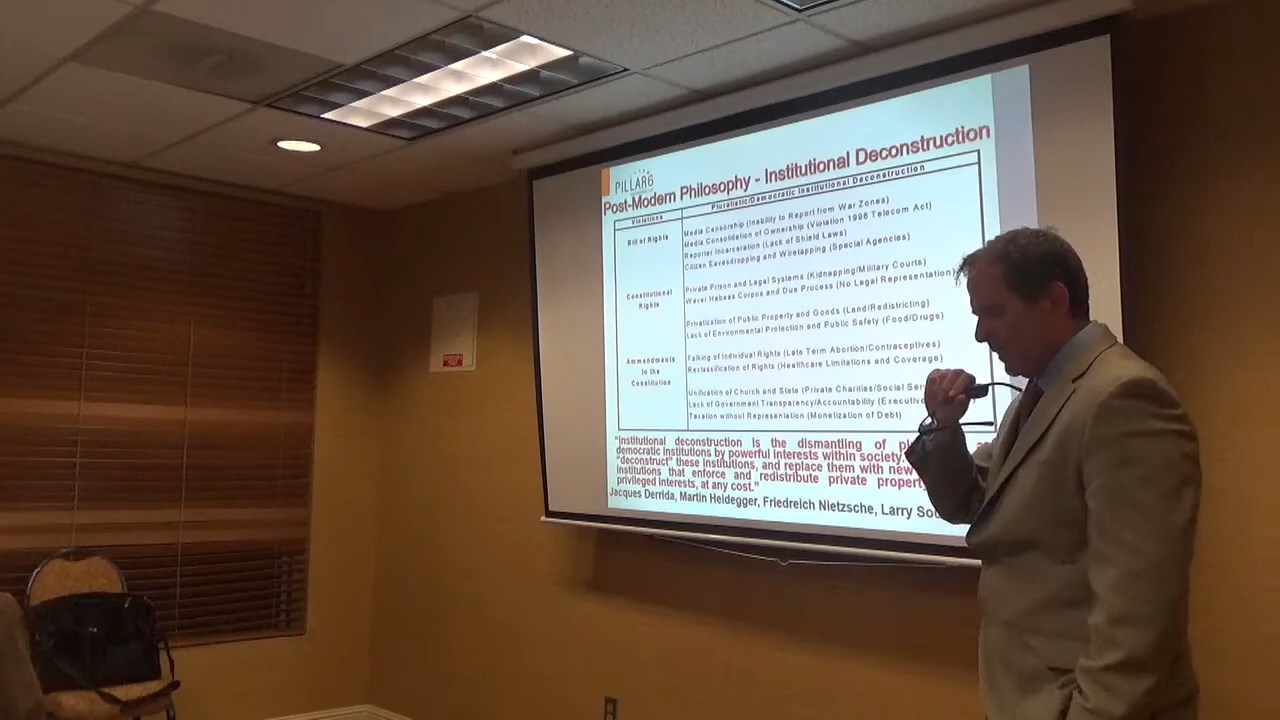 PILLAR6
Post-Modern Philosophy - Institutional Deconstruction
Violations
Pluralistic/Democratic Institutional Deconstruction
Bill of Rights
Media Censorship (Inability to Report from War Zones)
Media Consolidation of Ownership (Violation 1996 Telecom Act)
Reporter Incarceration (Lack of Shield Laws)
Citizen Eavesdropping and Wiretapping (Special Agencies)
Constitutional
Rights
Private Prison and Legal Systems (Kidnapping/Military Courts)
Waver Habeas Corpus and Due Process (No Legal Representation)
Privatization of Public Property and Goods (Land/Redistricting)
Lack of Environmental Protection and Public Safety (Food/Drugs)
Ammendments
to the
Constitution
Talking of Individual Rights (Late Term Abortion/Contraceptives)
Reclassification of Rights (Healthcare Limitations and Coverage)
Unification of Church and State (Private Charities/Social
Lack of Government Transparency/Accountability (Executive
Taxation without Representation (Monetization of Debt)
"Institutional deconstruction is the dismantling of
democratic institutions by powerful interests within society.
"deconstruct" these institutions, and replace them with new
institutions that enforce and redistribute private property
privileged interests, at any cost."
Jacques Derrida, Martin Heidegger, Friedreich Nietzsche, Larry